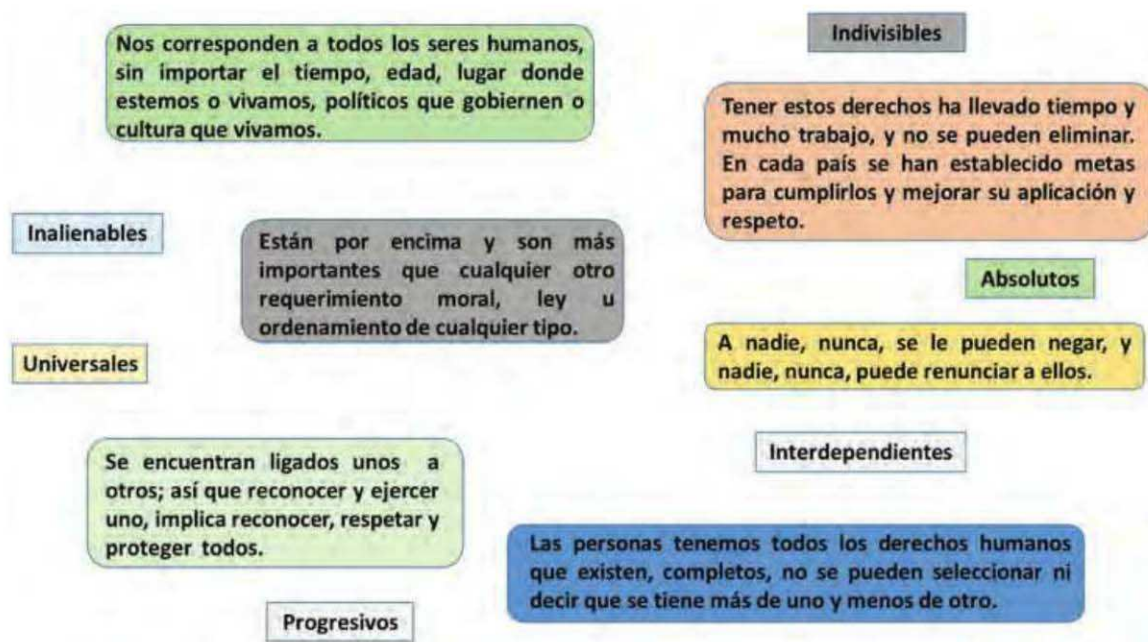 Nos corresponden a todos los seres humanos,
sin importar el tiempo, edad, lugar donde
estemos o vivamos, políticos que gobiernen o
cultura que vivamos.
Indivisibles
Tener estos derechos ha llevado tiempo y
mucho trabajo, y no se pueden eliminar.
En cada país se han establecido metas
para cumplirlos y mejorar su aplicación y
respeto.
Inalienables
Están por encima y son más
importantes que cualquier otro
requerimiento moral, ley u
ordenamiento de cualquier tipo.
Absolutos
Universales
A nadie, nunca, se le pueden negar, y
nadie, nunca, puede renunciar a ellos.
Se encuentran ligados unos a
otros; así que reconocer y ejercer
uno, implica reconocer, respetar y
proteger todos.
Interdependientes
Las personas tenemos todos los derechos humanos
que existen, completos, no se pueden seleccionar ni
decir que se tiene más de uno y menos de otro.
Progresivos